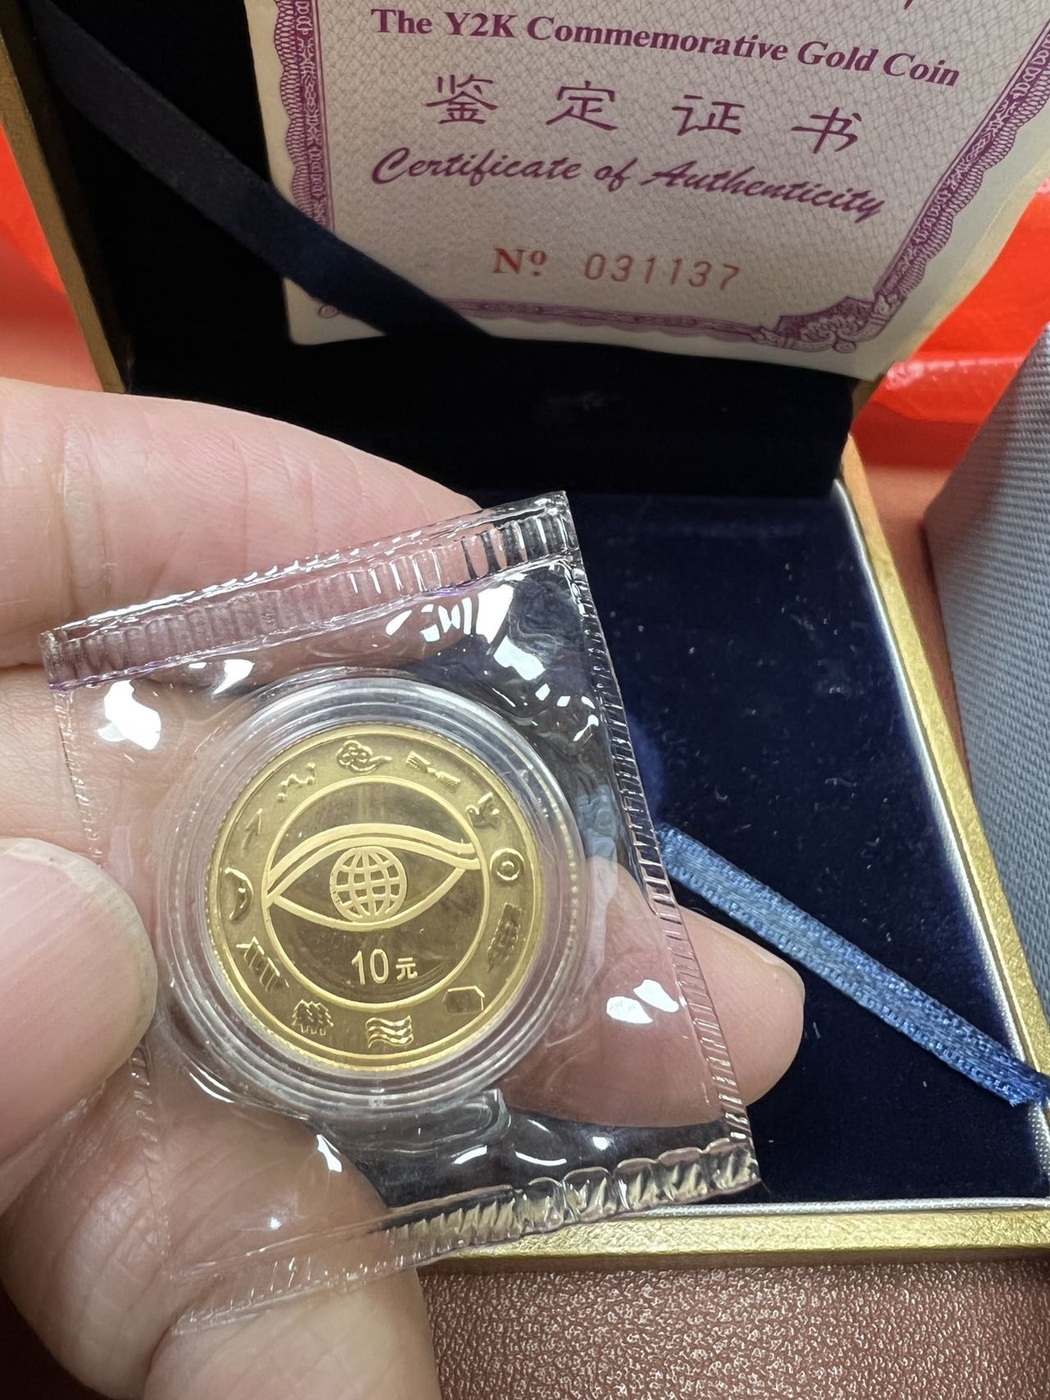 The Y2K Commemorative Gold Coin
鉴定证书
Certificate of Authenticity
Nº 031137
10元